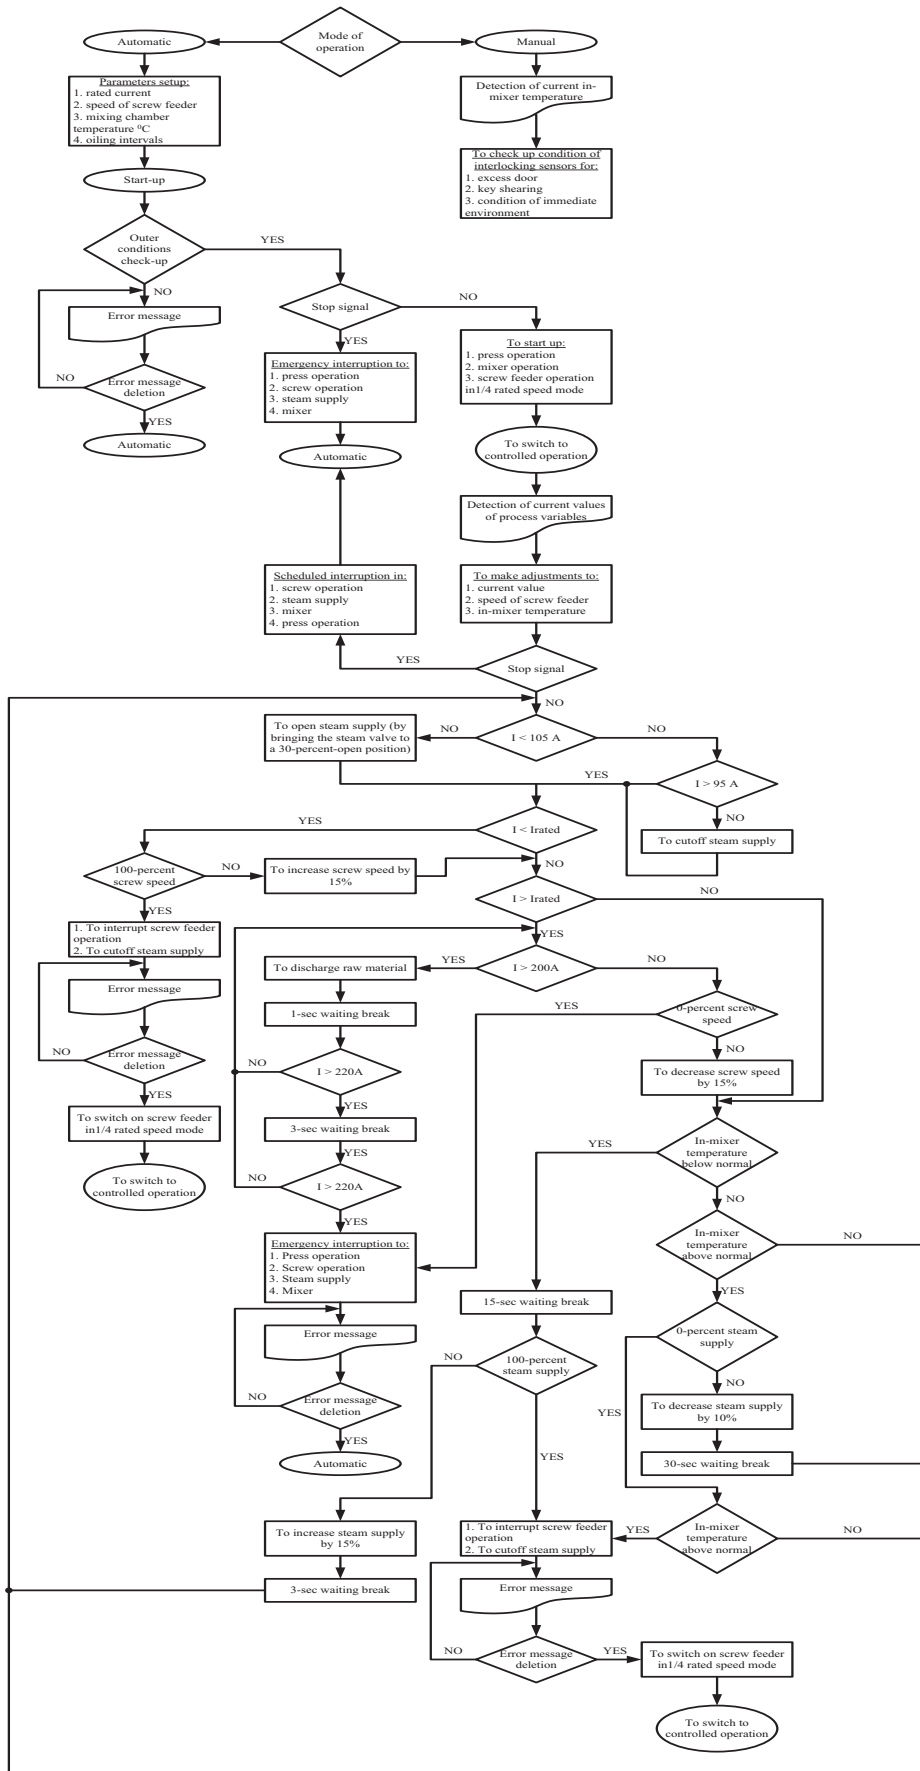 Mode of
operation
Automatic
Manual
Parameters setup:
1. rated current
2. speed of screw feeder
3. mixing chamber
temperature ⁰C
4. oiling intervals
Detection of current in-
mixer temperature
To check up condition of
interlocking sensors for:
1. excess door
2. key shearing
3. condition of immediate
environment
Start-up
Outer
conditions
check-up
YES
NO
Error message
NO
Error message
deletion
YES
Automatic
Stop signal
NO
YES
Emergency interruption to:
1. press operation
2. screw operation
3. steam supply
4. mixer
Automatic
To start up:
1. press operation
2. mixer operation
3. screw feeder operation
in1/4 rated speed mode
To switch to
controlled operation
Detection of current values
of process variables
Scheduled interruption in:
1. screw operation
2. steam supply
3. mixer
4. press operation
To make adjustments to:
1. current value
2. speed of screw feeder
3. in-mixer temperature
YES
Stop signal
NO
To open steam supply (by
bringing the steam valve to
a 30-percent-open position)
NO
I < 105 A
NO
YES
I > 95 A
NO
To cutoff steam supply
YES
I < Irated
NO
100-percent
screw speed
NO
To increase screw speed by
15%
I > Irated
NO
YES
YES
1. To interrupt screw feeder
operation
2. To cutoff steam supply
Error message
NO
Error message
deletion
YES
To switch on screw feeder
in1/4 rated speed mode
To switch to
controlled operation
To discharge raw material
YES
I > 200A
NO
1-sec waiting break
YES
0-percent screw
speed
NO
NO
I > 220A
YES
To decrease screw speed
by 15%
3-sec waiting break
YES
NO
I > 220A
YES
YES
In-mixer
temperature
below normal
NO
In-mixer
temperature
above normal
NO
YES
Emergency interruption to:
1. Press operation
2. Screw operation
3. Steam supply
4. Mixer
15-sec waiting break
Error message
NO
100-percent
steam supply
0-percent steam
supply
NO
NO
Error message
deletion
YES
Automatic
YES
To decrease steam supply
by 10%
YES
30-sec waiting break
To increase steam supply
by 15%
1. To interrupt screw feeder
operation
2. To cutoff steam supply
YES
In-mixer
temperature
above normal
NO
3-sec waiting break
Error message
NO
Error message
deletion
YES
To switch on screw feeder
in1/4 rated speed mode
To switch to
controlled operation